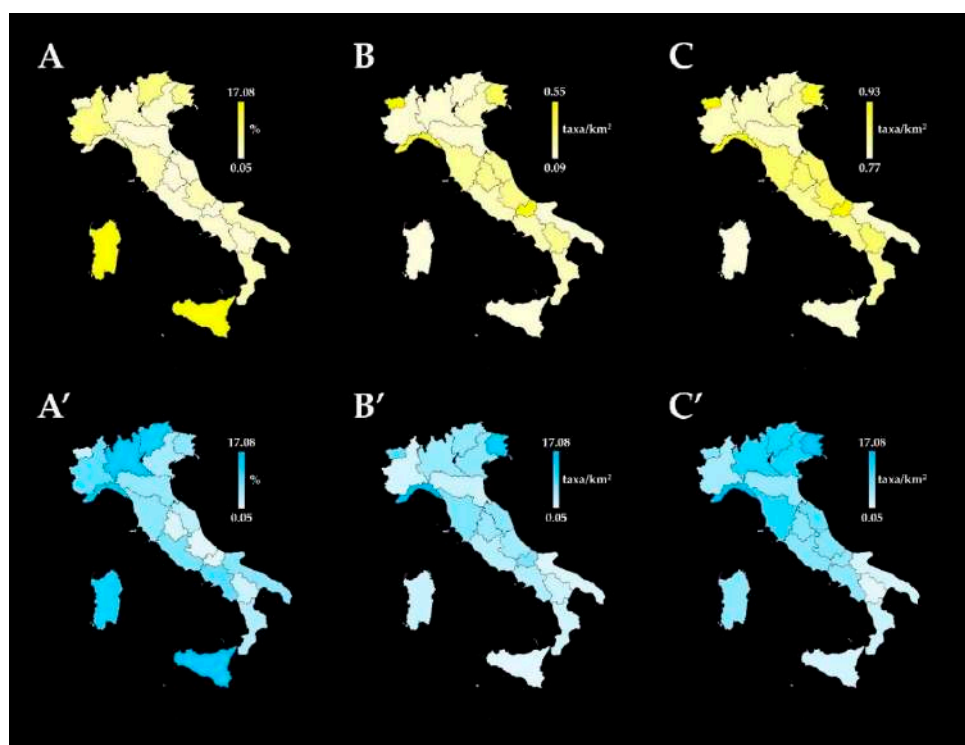 A
B
C
17.08
%
0.05
0.55
taxa/km²
0.09
0.93
taxa/km²
0.77
A′
B′
C′
17.08
%
0.05
17.08
taxa/km²
0.05
17.08
taxa/km²
0.05